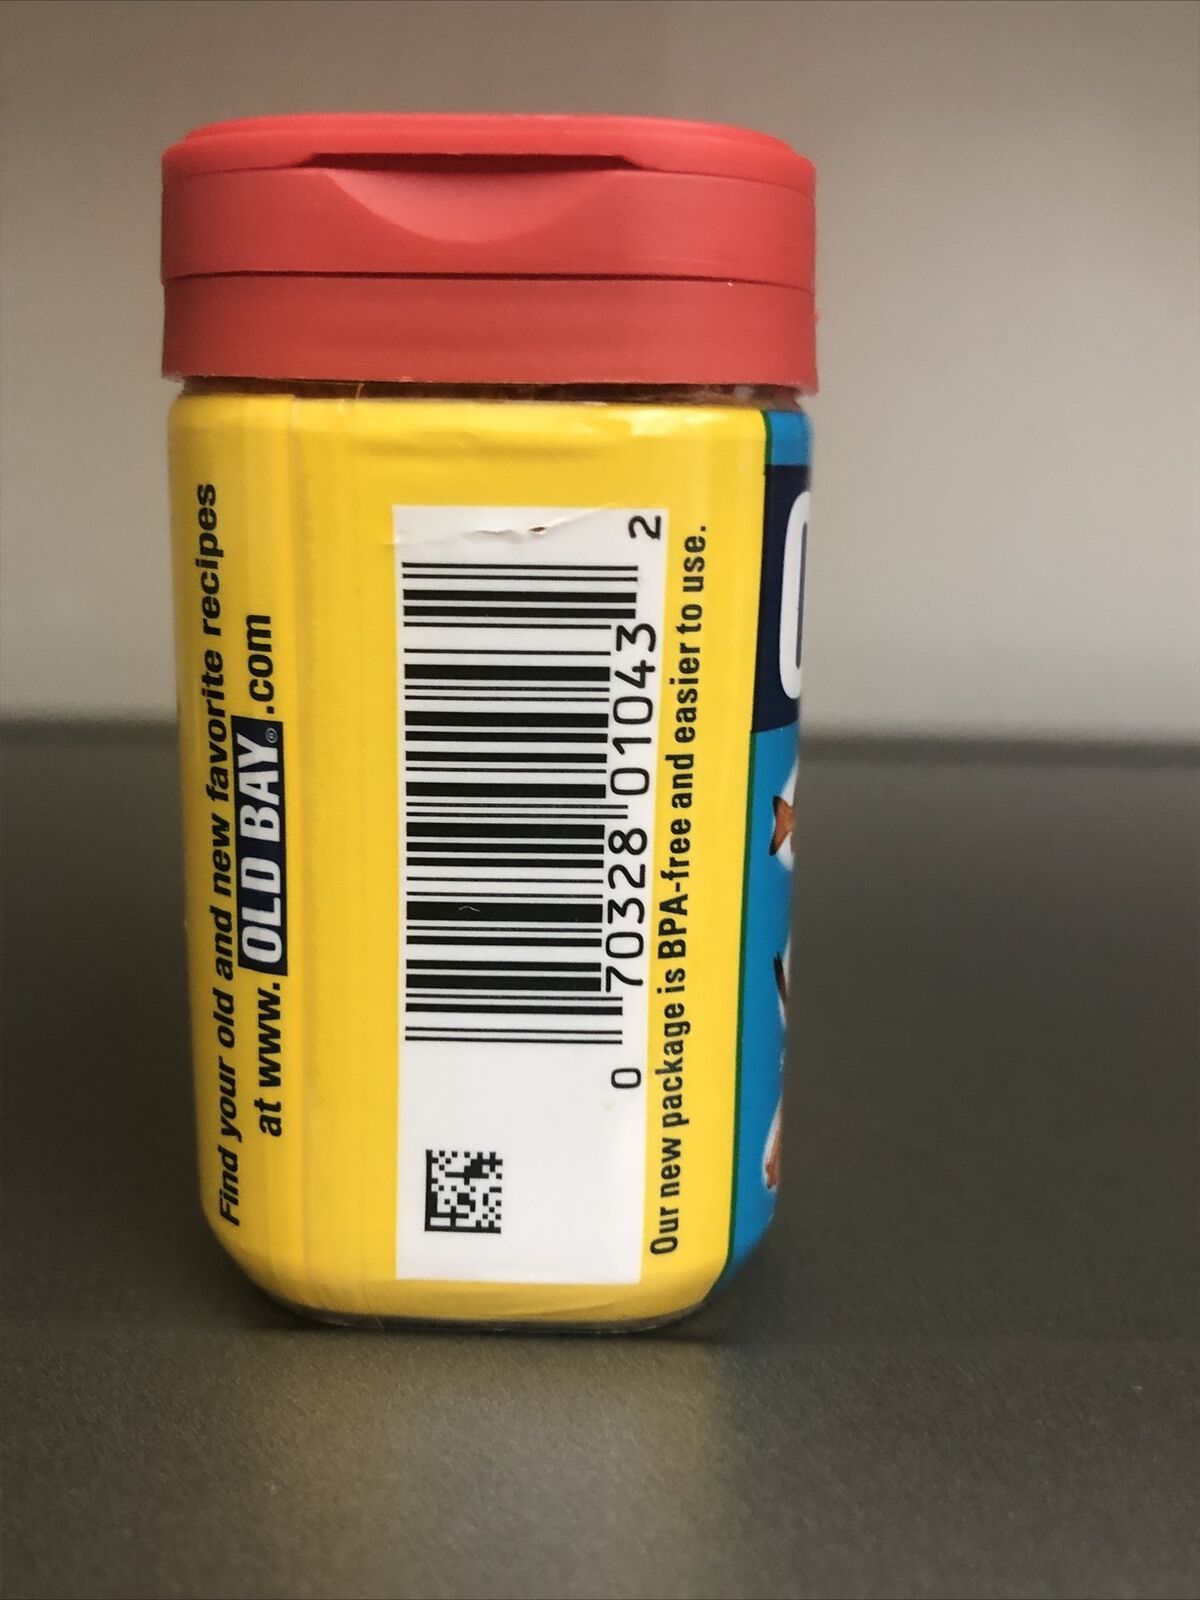 Find your old and new favorite recipes
at www.OLD BAY®.com
0 70328 01043 2
Our new package is BPA-free and easier to use.